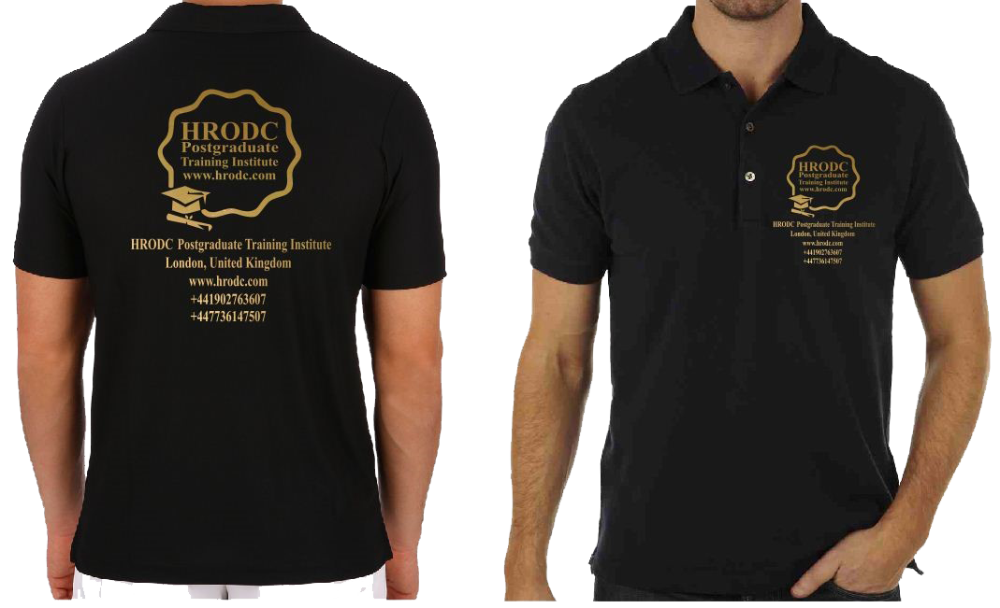 HRODC
Postgraduate
Training Institute
www.hrodc.com
HRODC Postgraduate Training Institute
London, United Kingdom
www.hrodc.com
+441902763607
+447736147507
HRODC
Postgraduate
Training Institute
www.hrodc.com
HRODC Postgraduate Training Institute
London, United Kingdom
www.hrodc.com
+441902763607
+447736147507